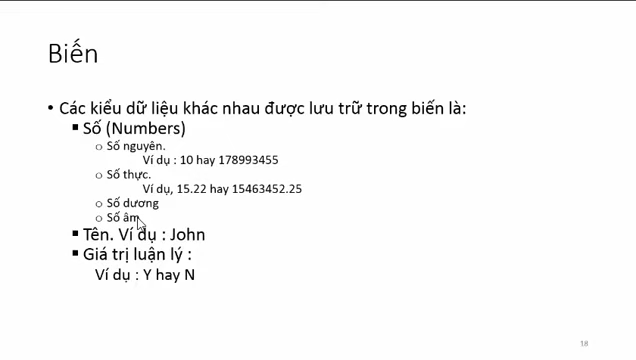 Biến
• Các kiểu dữ liệu khác nhau được lưu trữ trong biến là:
▪ Số (Numbers)
o Số nguyên.
Ví dụ : 10 hay 178993455
o Số thực.
Ví dụ, 15.22 hay 15463452.25
o Số dương
o Số âm
▪ Tên. Ví dụ : John
▪ Giá trị luận lý :
Ví dụ : Y hay N
18